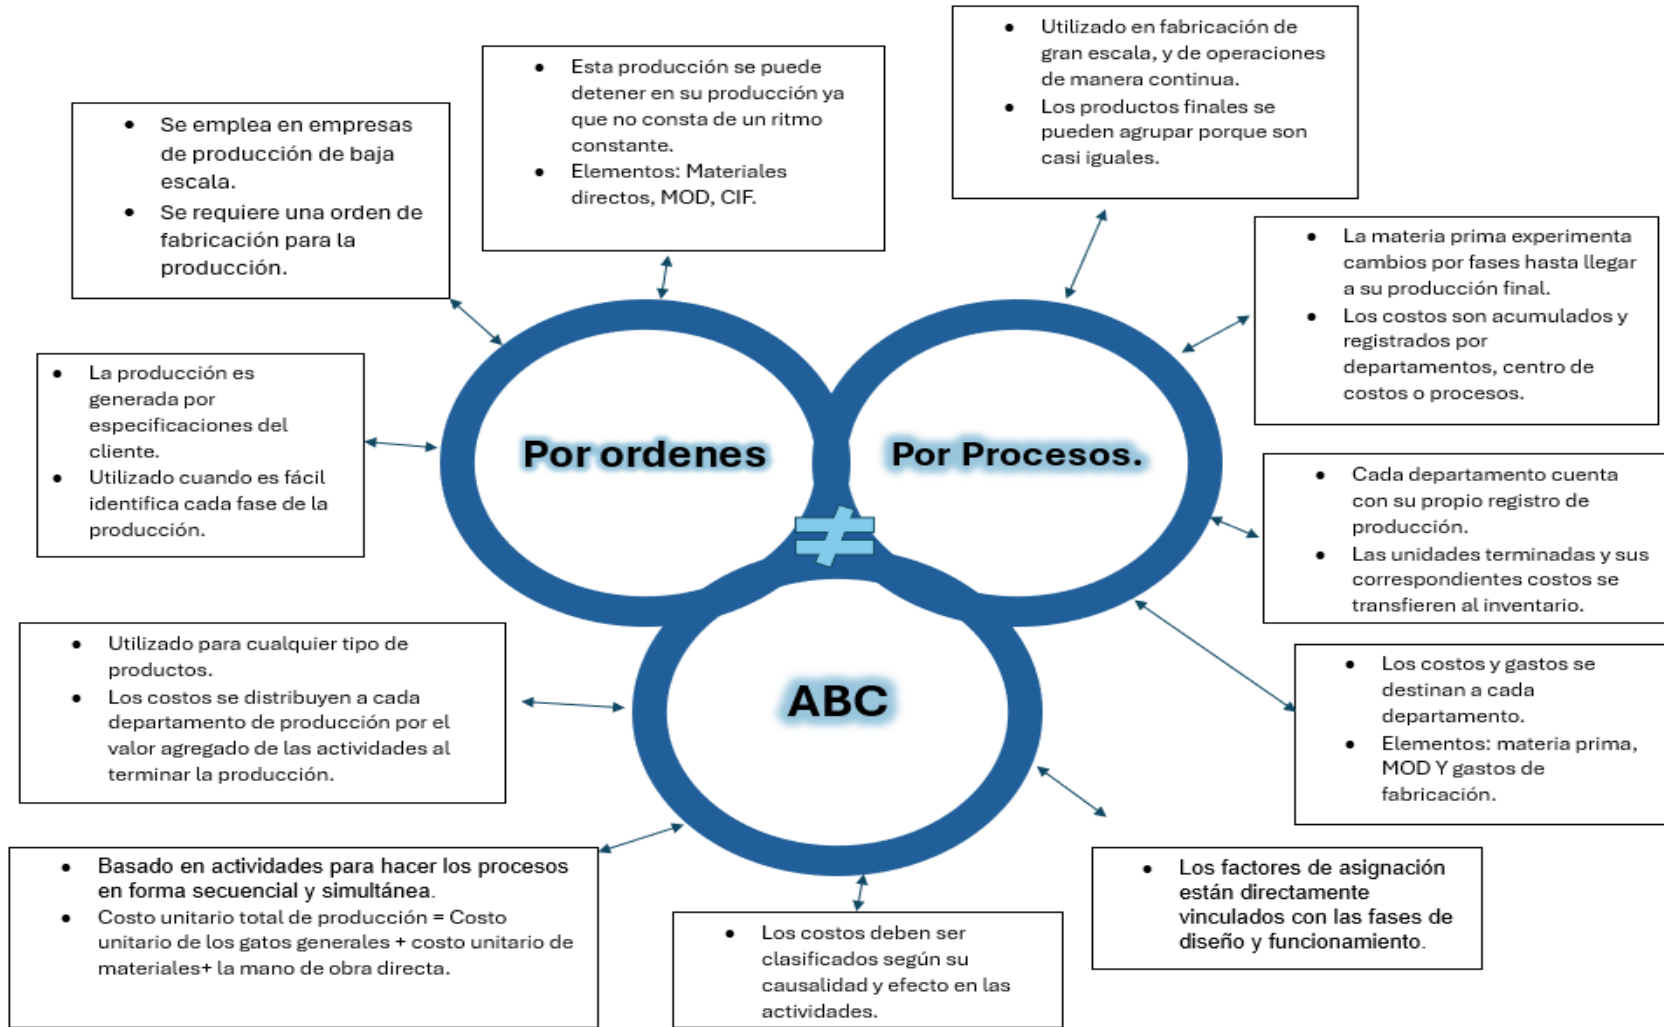 • Se emplea en empresas
de producción de baja
escala.
• Se requiere una orden de
fabricación para la
producción.
• Esta producción se puede
detener en su producción ya
que no consta de un ritmo
constante.
• Elementos: Materiales
directos, MOD, CIF.
• Utilizado en fabricación de
gran escala, y de operaciones
de manera continua.
• Los productos finales se
pueden agrupar porque son
casi iguales.
• La materia prima experimenta
cambios por fases hasta llegar
a su producción final.
• Los costos son acumulados y
registrados por
departamentos, centro de
costos o procesos.
• La producción es
generada por
especificaciones del
cliente.
• Utilizado cuando es fácil
identifica cada fase de la
producción.
Por ordenes
Por Procesos.
≠
• Cada departamento cuenta
con su propio registro de
producción.
• Las unidades terminadas y sus
correspondientes costos se
transfieren al inventario.
• Utilizado para cualquier tipo de
productos.
• Los costos se distribuyen a cada
departamento de producción por el
valor agregado de las actividades al
terminar la producción.
ABC
• Los costos y gastos se
destinan a cada
departamento.
• Elementos: materia prima,
MOD Y gastos de
fabricación.
• Basado en actividades para hacer los procesos
en forma secuencial y simultánea.
• Costo unitario total de producción = Costo
unitario de los gatos generales + costo unitario de
materiales+ la mano de obra directa.
• Los costos deben ser
clasificados según su
causalidad y efecto en las
actividades.
• Los factores de asignación
están directamente
vinculados con las fases de
diseño y funcionamiento.